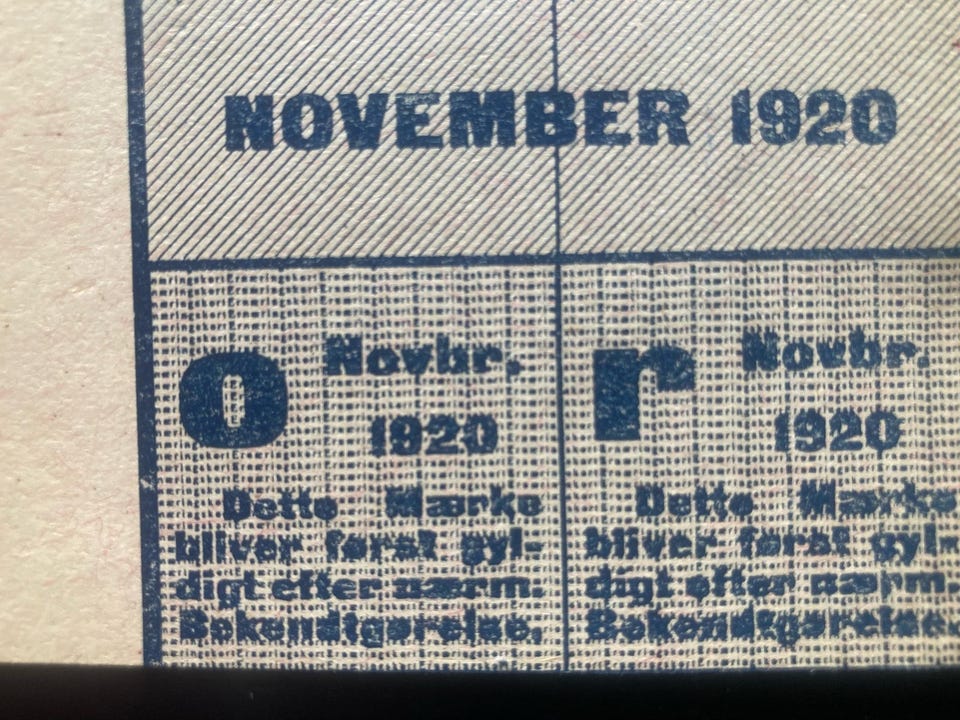 NOVEMBER 1920
o Novbr. 1920
Dette Mærke
bliver først gyl-
digt efter nærm.
Bekendtgørelse.
r Novbr. 1920
Dette Mærke
bliver først gyl-
digt efter nærm.
Bekendtgørelse.